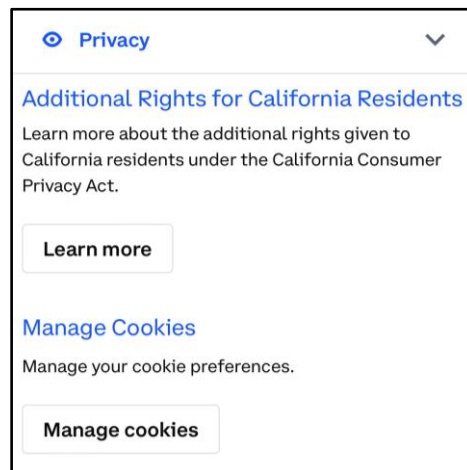 Privacy
Additional Rights for California Residents
Learn more about the additional rights given to
California residents under the California Consumer
Privacy Act.
Learn more
Manage Cookies
Manage your cookie preferences.
Manage cookies